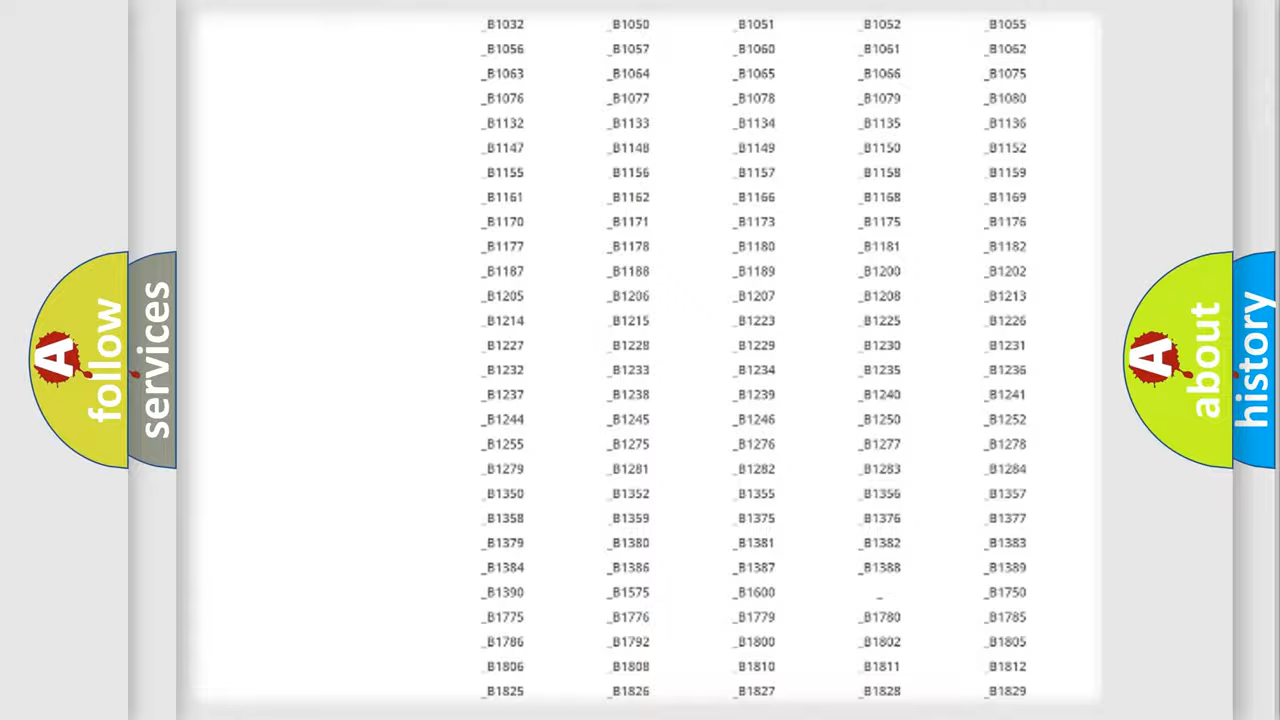 _B1032 _B1050 _B1051 _B1052 _B1055
_B1056 _B1057 _B1060 _B1061 _B1062
_B1063 _B1064 _B1065 _B1066 _B1075
_B1076 _B1077 _B1078 _B1079 _B1080
_B1132 _B1133 _B1134 _B1135 _B1136
_B1147 _B1148 _B1149 _B1150 _B1152
_B1155 _B1156 _B1157 _B1158 _B1159
_B1161 _B1162 _B1166 _B1168 _B1169
_B1170 _B1171 _B1173 _B1175 _B1176
_B1177 _B1178 _B1180 _B1181 _B1182
_B1187 _B1188 _B1189 _B1200 _B1202
_B1205 _B1206 _B1207 _B1208 _B1213
_B1214 _B1215 _B1223 _B1225 _B1226
_B1227 _B1228 _B1229 _B1230 _B1231
_B1232 _B1233 _B1234 _B1235 _B1236
_B1237 _B1238 _B1239 _B1240 _B1241
_B1244 _B1245 _B1246 _B1250 _B1252
_B1255 _B1275 _B1276 _B1277 _B1278
_B1279 _B1281 _B1282 _B1283 _B1284
_B1350 _B1352 _B1355 _B1356 _B1357
_B1358 _B1359 _B1375 _B1376 _B1377
_B1379 _B1380 _B1381 _B1382 _B1383
_B1384 _B1386 _B1387 _B1388 _B1389
_B1390 _B1575 _B1600 _ _B1750
_B1775 _B1776 _B1779 _B1780 _B1785
_B1786 _B1792 _B1800 _B1802 _B1805
_B1806 _B1808 _B1810 _B1811 _B1812
_B1825 _B1826 _B1827 _B1828 _B1829
A
follow
services
A
about
history